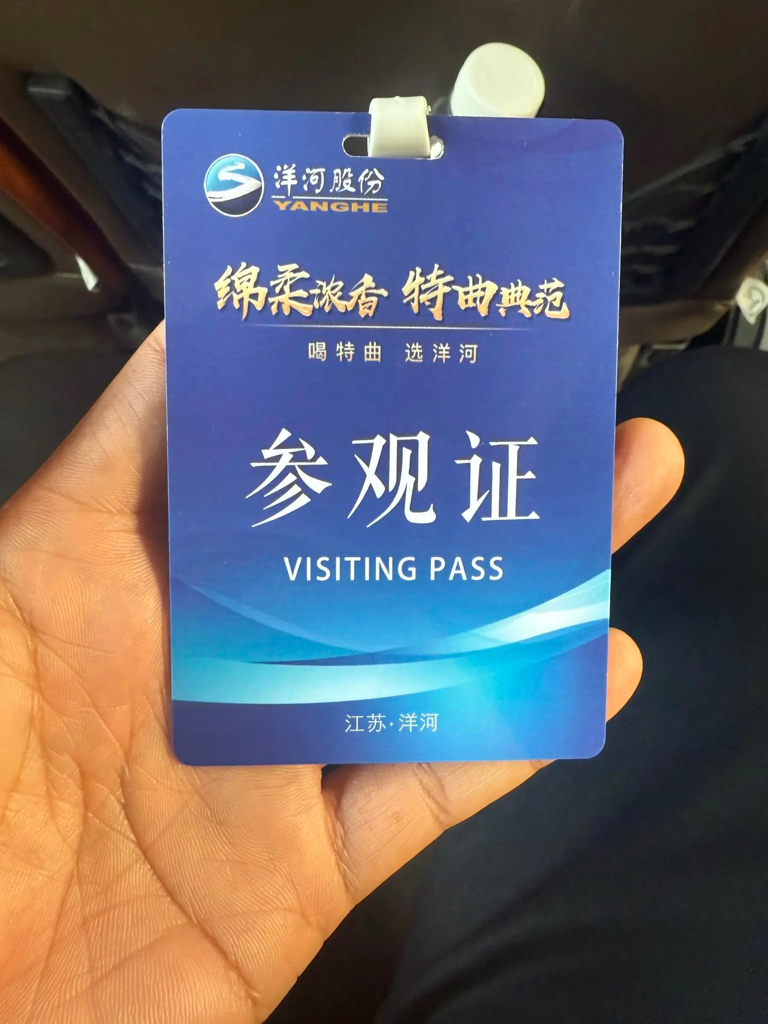 洋河股份
YANGHE
绵柔浓香 特曲典范
喝特曲 选洋河
参观证
VISITING PASS
江苏·洋河